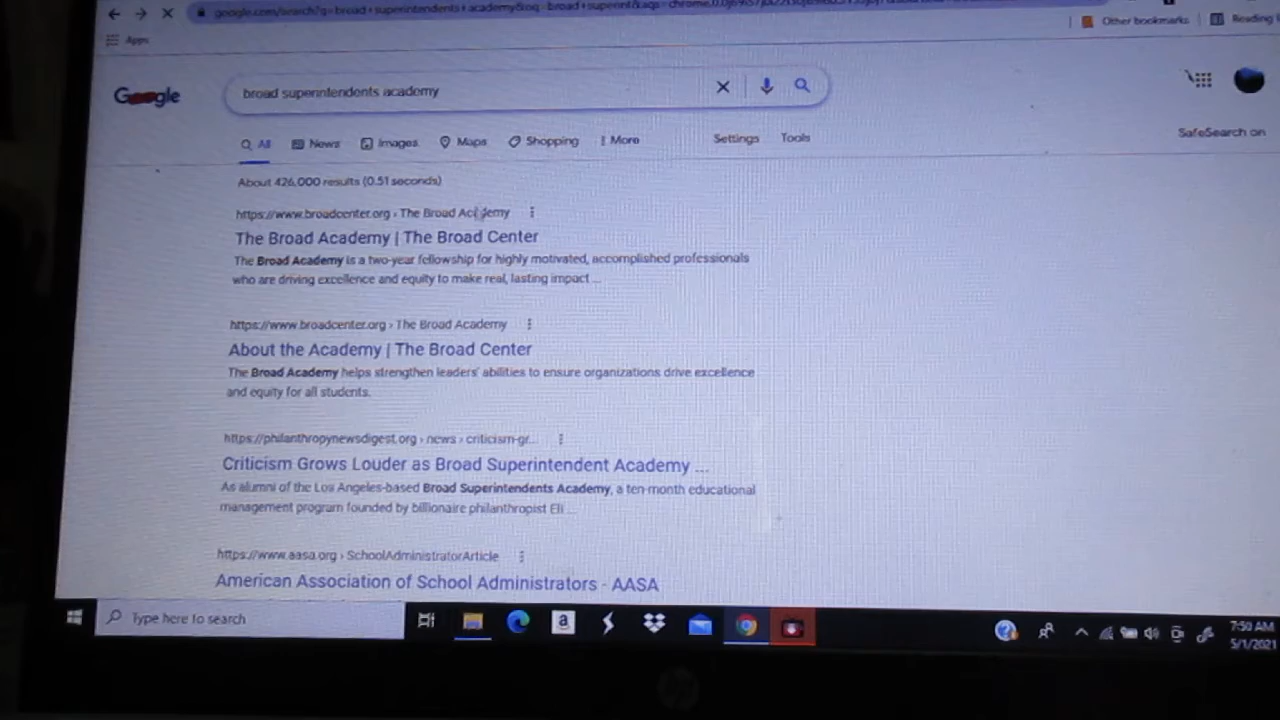 Other bookmarks
Reading
Apps
Google
broad superintendents academy
All News Images Maps Shopping More Settings Tools
SafeSearch on
About 426,000 results (0.51 seconds)
https://www.broadcenter.org › The Broad Academy
The Broad Academy | The Broad Center
The Broad Academy is a two-year fellowship for highly motivated, accomplished professionals
who are driving excellence and equity to make real, lasting impact ...
https://www.broadcenter.org › The Broad Academy
About the Academy | The Broad Center
The Broad Academy helps strengthen leaders' abilities to ensure organizations drive excellence
and equity for all students.
https://philanthropynewsdigest.org › news › criticism-gr...
Criticism Grows Louder as Broad Superintendent Academy ...
As alumni of the Los Angeles-based Broad Superintendents Academy, a ten-month educational
management program founded by billionaire philanthropist Eli ...
https://www.aasa.org › SchoolAdministratorArticle
American Association of School Administrators - AASA
Type here to search
7:50 AM
5/1/2021